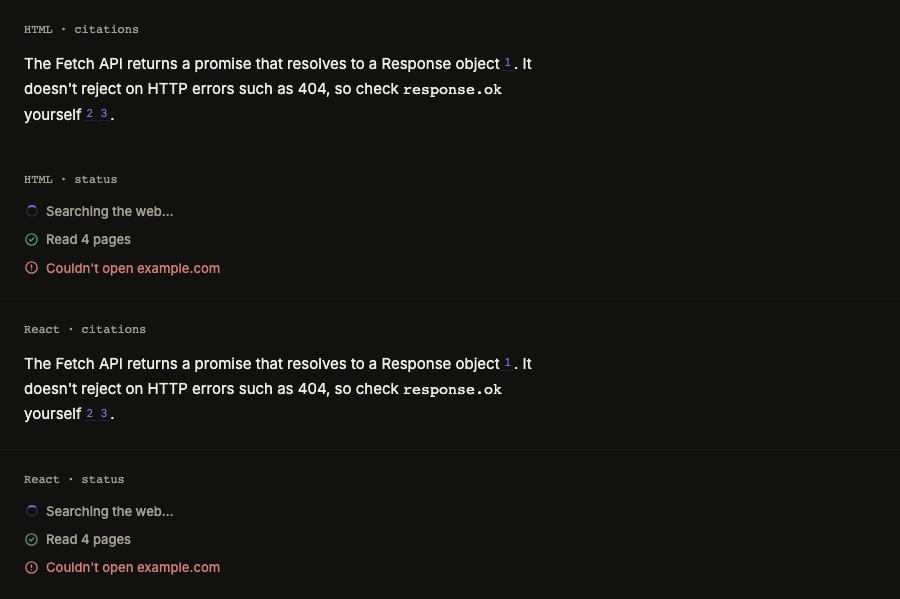 HTML · citations
The Fetch API returns a promise that resolves to a Response object 1. It
doesn't reject on HTTP errors such as 404, so check response.ok
yourself 2 3.
HTML · status
Searching the web…
Read 4 pages
Couldn't open example.com
React · citations
The Fetch API returns a promise that resolves to a Response object 1. It
doesn't reject on HTTP errors such as 404, so check response.ok
yourself 2 3.
React · status
Searching the web…
Read 4 pages
Couldn't open example.com